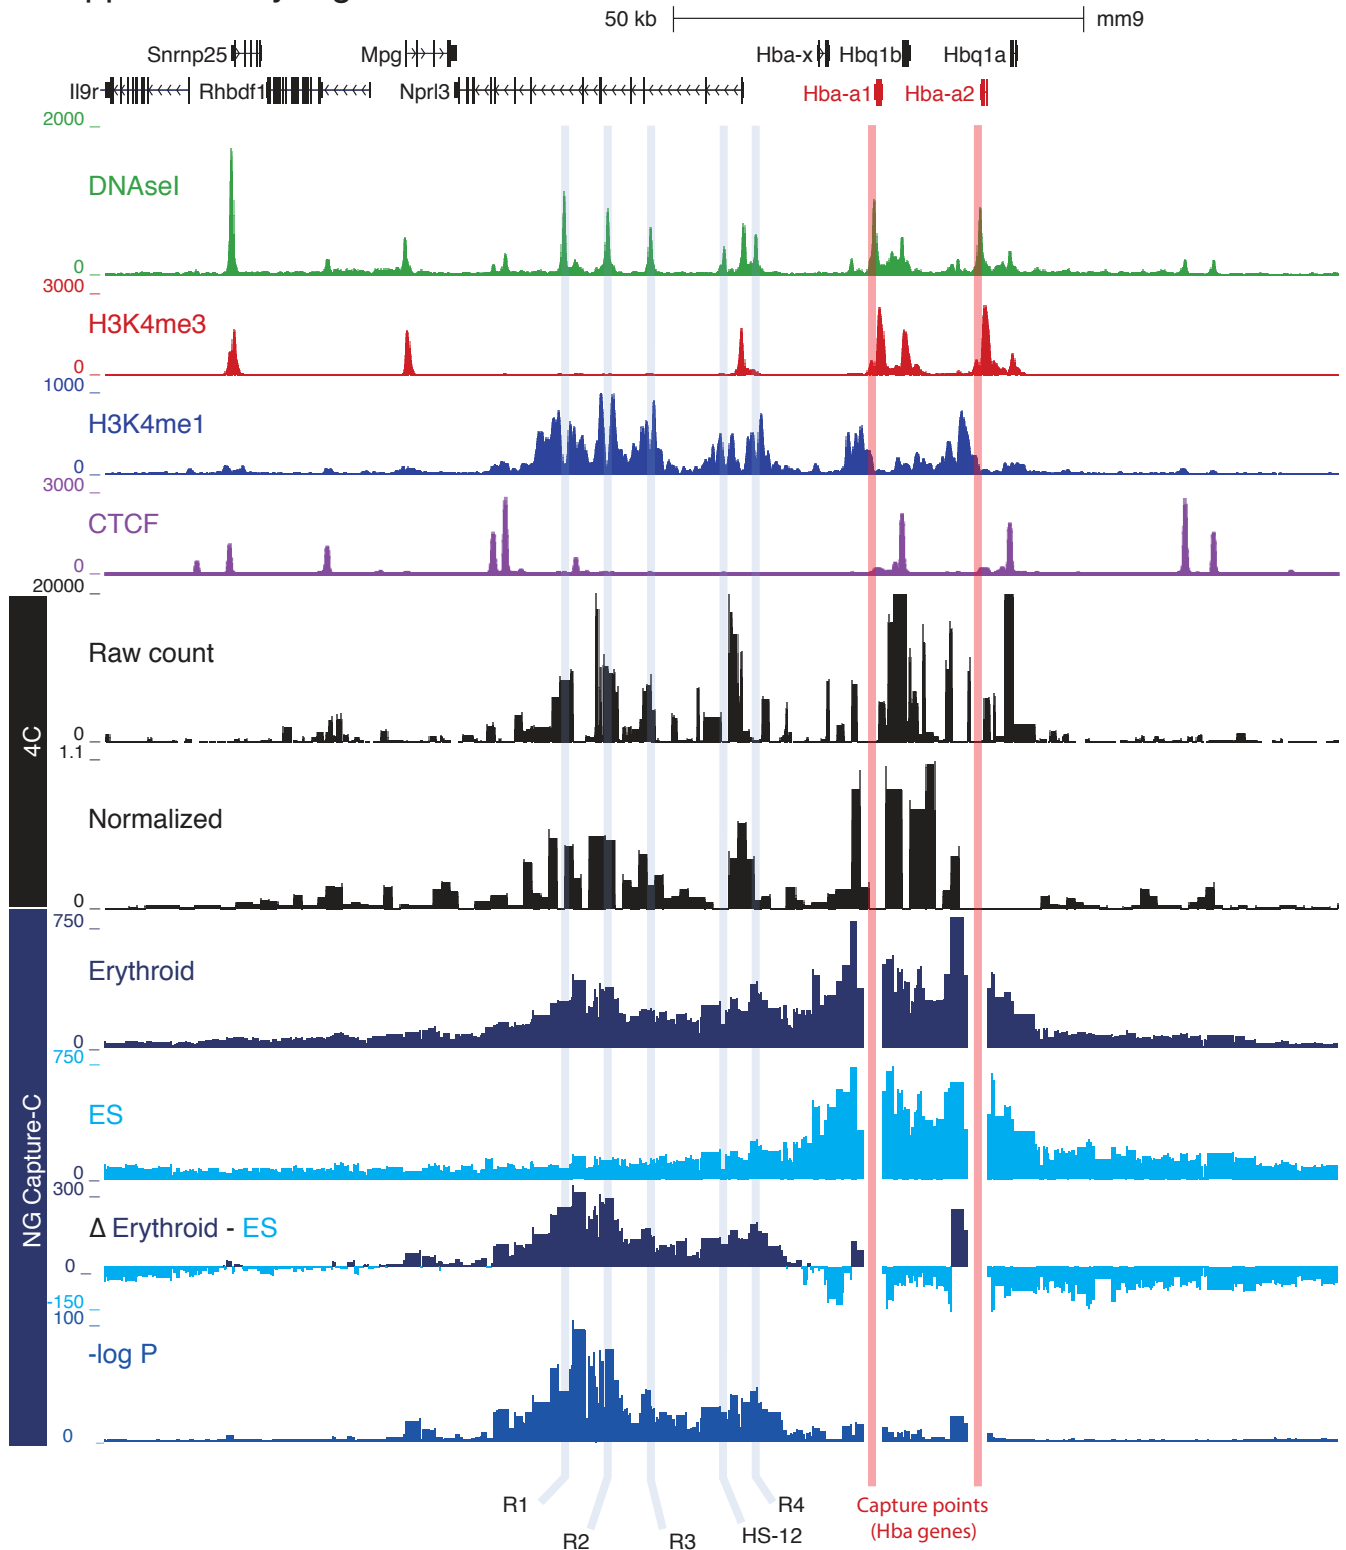 50 kb mm9
Snrnp25 Mpg Hba-x Hbq1b Hbq1a
Il9r Rhbdf1 Nprl3 Hba-a1 Hba-a2
2000
DNAseI
0
3000
H3K4me3
0
1000
H3K4me1
0
3000
CTCF
0
20000
Raw count
0
4C
1.1
Normalized
0
750
Erythroid
0
750
ES
0
NG Capture-C
300
Δ Erythroid - ES
0
-150
100
-log P
0
R1 R4 Capture points
R2 R3 HS-12 (Hba genes)